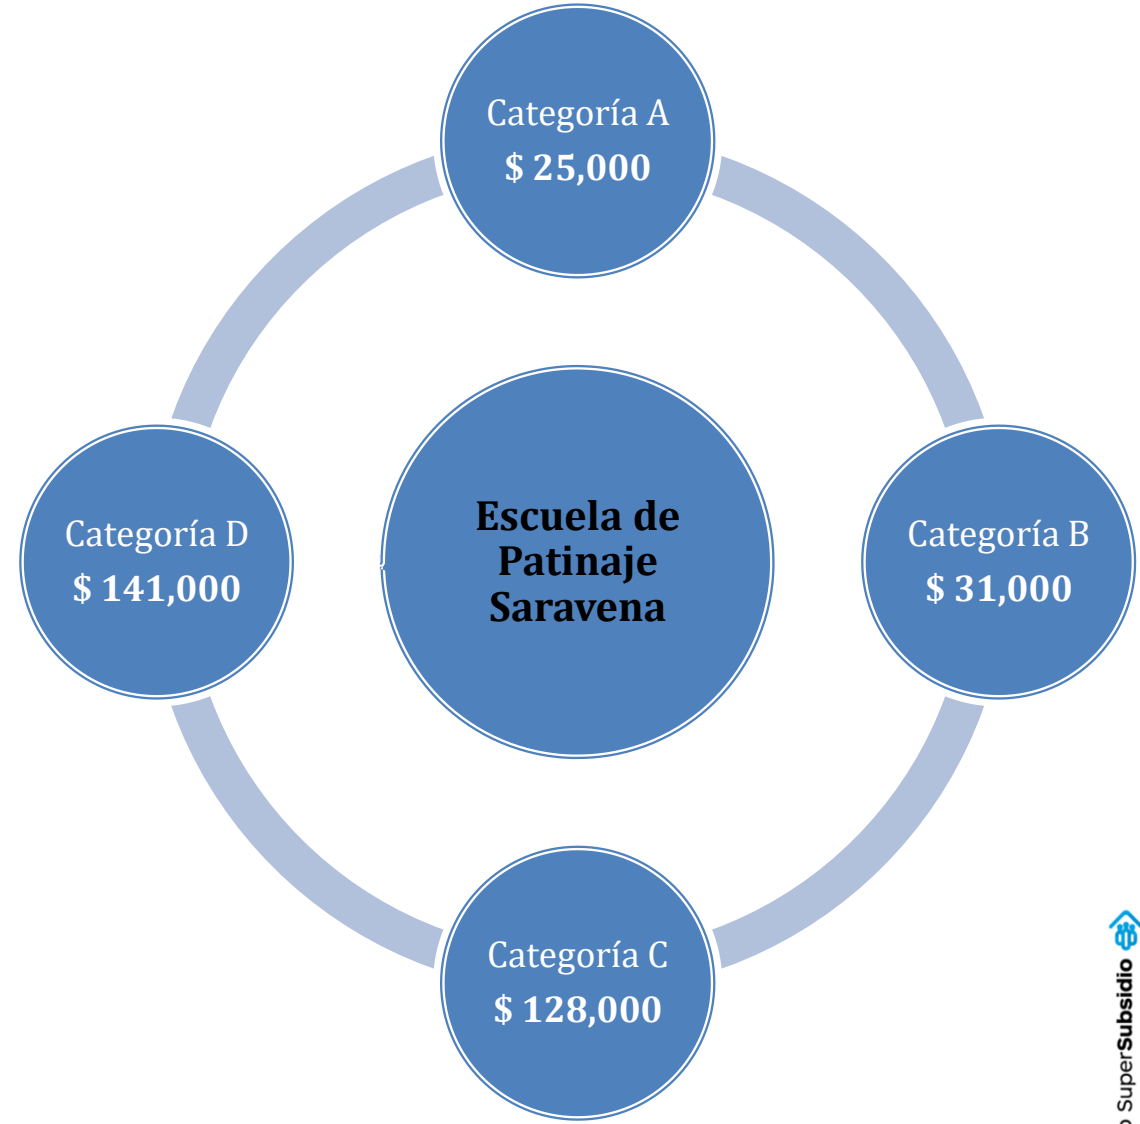 Categoría A
$ 25,000
Categoría D
$ 141,000
Escuela de
Patinaje
Saravena
Categoría B
$ 31,000
Categoría C
$ 128,000
SuperSubsidio